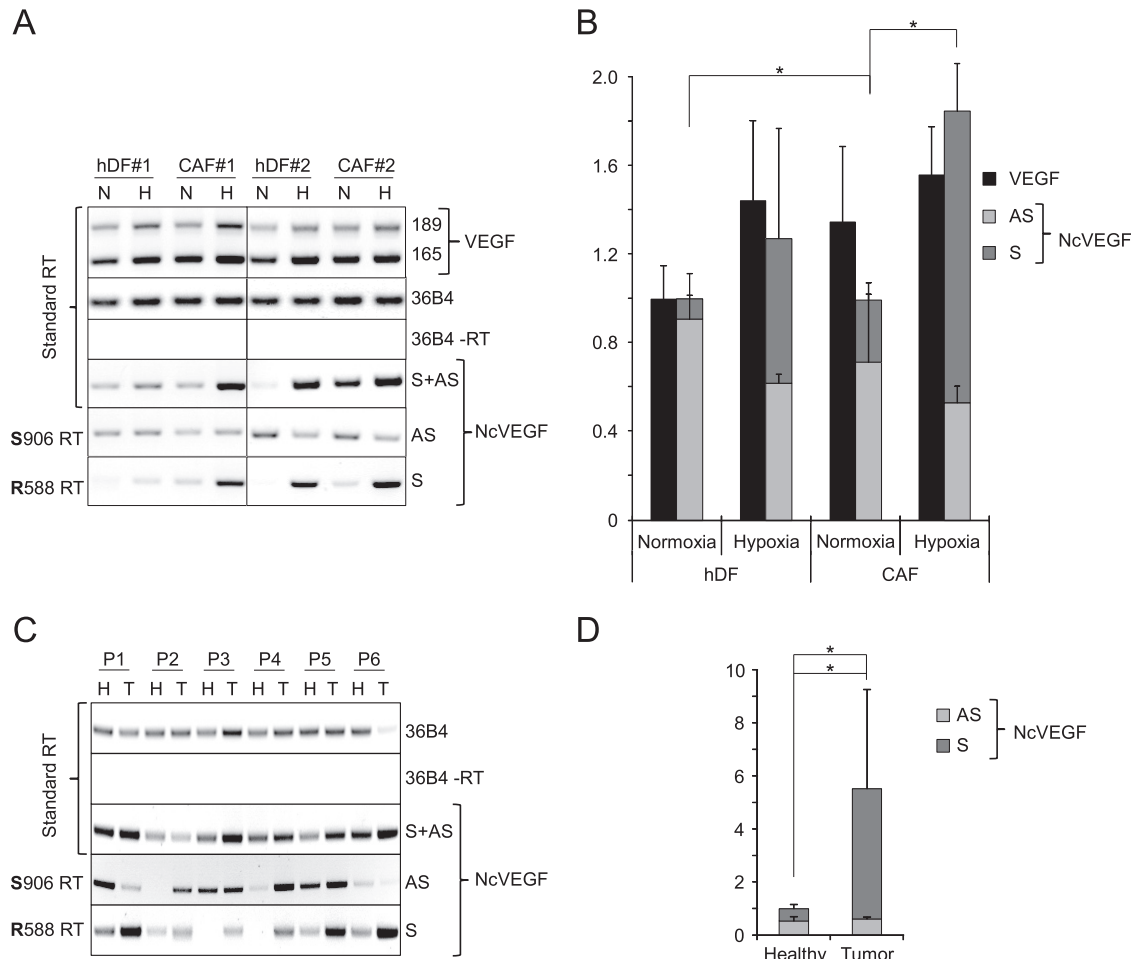 A
hDF#1 CAF#1 hDF#2 CAF#2
N H N H N H N H
Standard RT
189
165
VEGF
36B4
36B4 -RT
S+AS
S906 RT
AS
NcVEGF
R588 RT
S
B
*
*
2.0
1.6
1.2
0.8
0.4
0
VEGF
AS
S
NcVEGF
Normoxia Hypoxia Normoxia Hypoxia
hDF CAF
C
P1 P2 P3 P4 P5 P6
H T H T H T H T H T H T
Standard RT
36B4
36B4 -RT
S+AS
S906 RT
AS
NcVEGF
R588 RT
S
D
*
*
10
8
6
4
2
0
AS
S
NcVEGF
Healthy Tumor